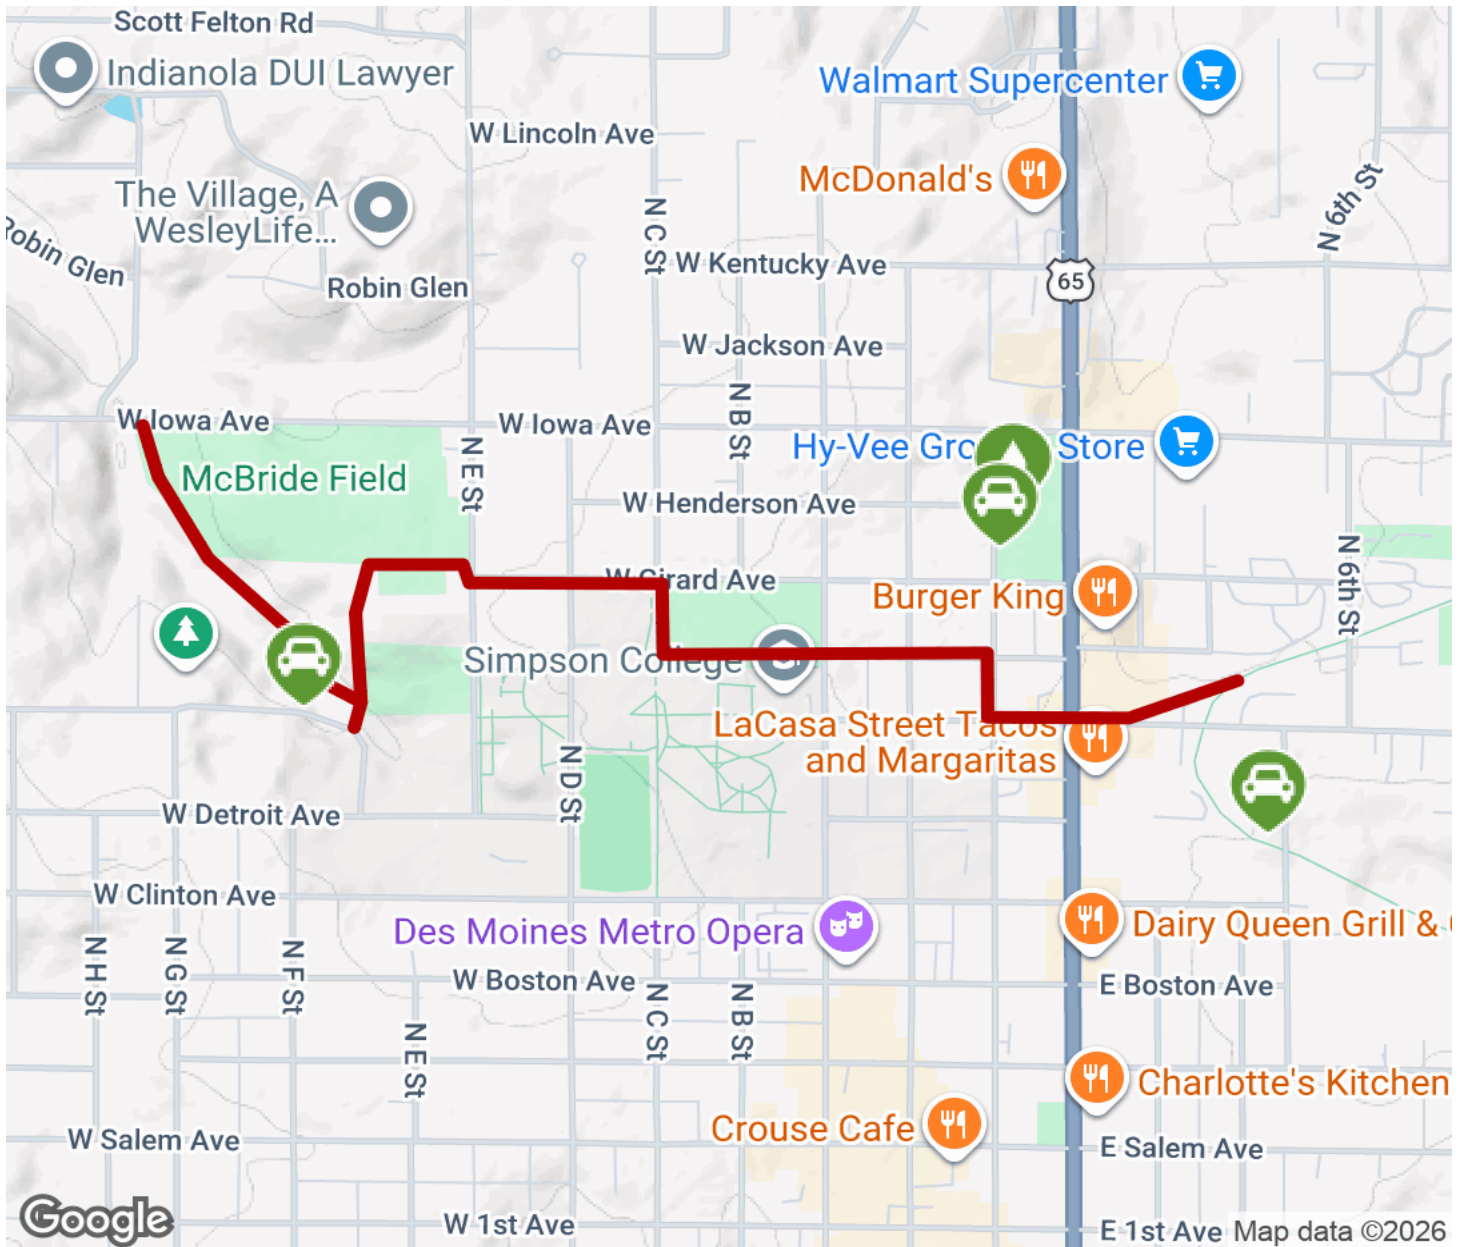 Scott Felton Rd
Indianola DUI Lawyer
Walmart Supercenter
W Lincoln Ave
McDonald's
The Village, A
WesleyLife...
N 6th St
N C St
Robin Glen
W Kentucky Ave
65
Robin Glen
W Jackson Ave
N B St
W Iowa Ave
W Iowa Ave
Hy-Vee Gro
Store
N E St
McBride Field
W Henderson Ave
N 6th St
W Girard Ave
Burger King
Simpson College
LaCasa Street Tacos
and Margaritas
N D St
W Detroit Ave
W Clinton Ave
Des Moines Metro Opera
Dairy Queen Grill &
N H St
N G St
N F St
W Boston Ave
E Boston Ave
N C St
N B St
N E St
Charlotte's Kitchen
Crouse Cafe
W Salem Ave
E Salem Ave
Google
W 1st Ave
E 1st Ave
Map data ©2026